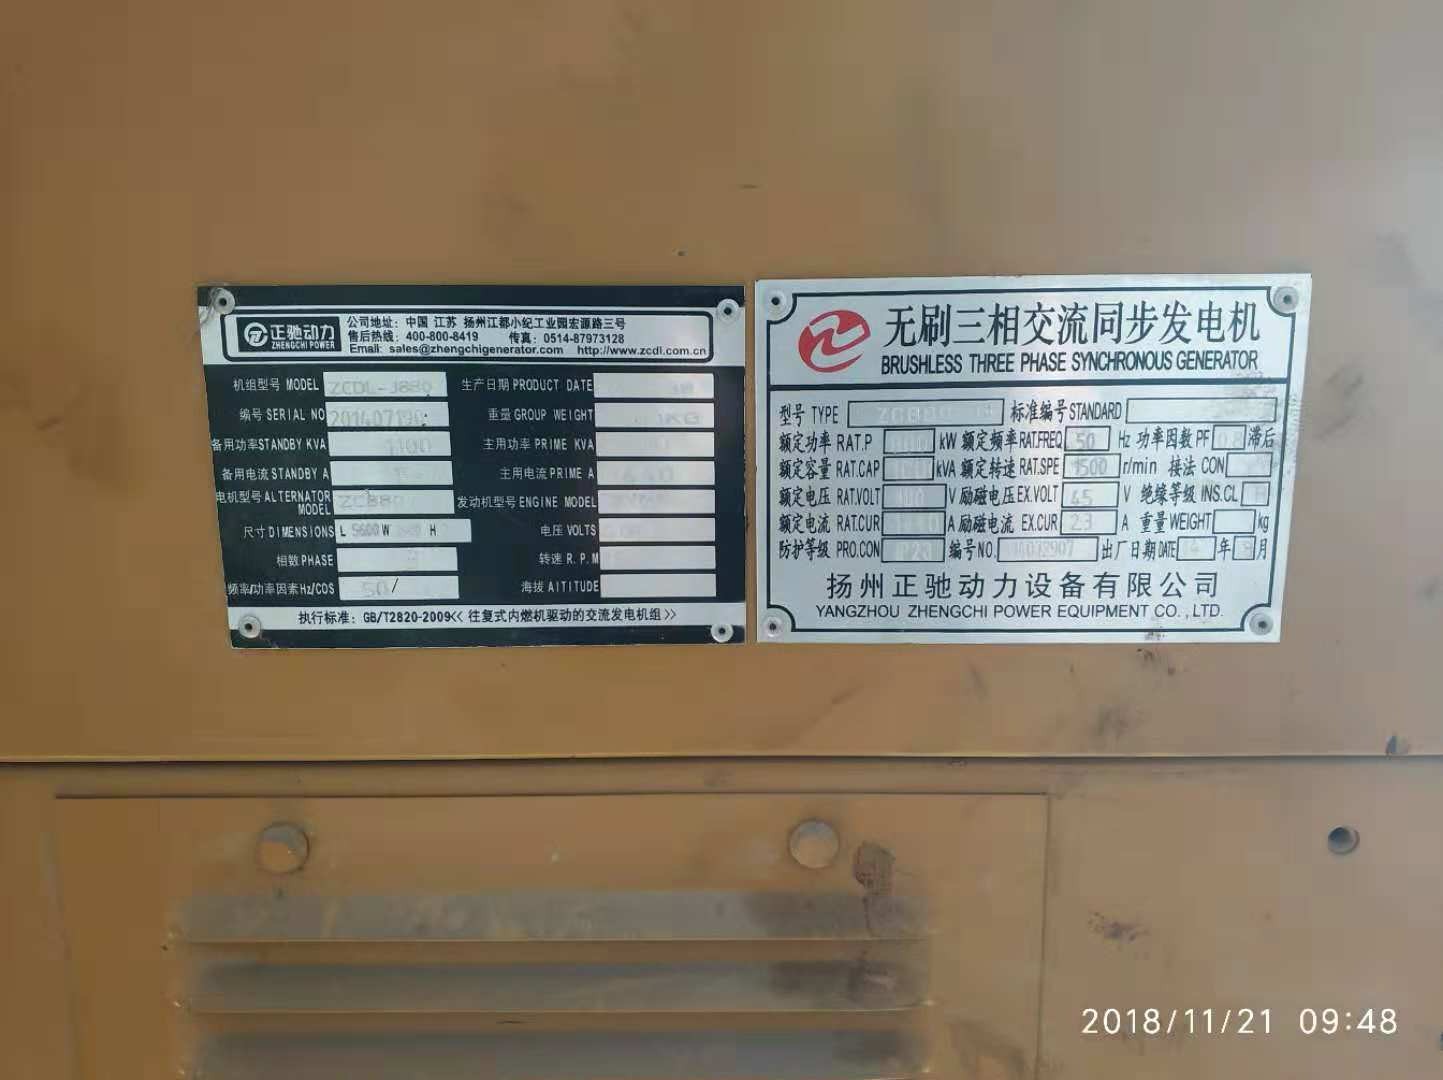 正驰动力
ZHENGCHI POWER
公司地址：中国 江苏 扬州江都小纪工业园宏源路三号
售后热线：400-800-8419 传真：0514-87973128
Email: sales@zhengchigenerator.com http://www.zcdl.com.cn
机组型号 MODEL ZCDL-J880 生产日期 PRODUCT DATE
编号 SERIAL NO 201407190 重量 GROUP WEIGHT KG
备用功率 STANDBY KVA 1100 主用功率 PRIME KVA
备用电流 STANDBY A 主用电流 PRIME A
电机型号 ALTERNATOR MODEL ZCB880 发动机型号 ENGINE MODEL
尺寸 DIMENSIONS L 5600 W H 电压 VOLTS
相数 PHASE 转速 R.P.M
频率/功率因素 Hz/COS 50/ 海拔 AITITUDE
执行标准：GB/T2820-2009<< 往复式内燃机驱动的交流发电机组>>
无刷三相交流同步发电机
BRUSHLESS THREE PHASE SYNCHRONOUS GENERATOR
型号 TYPE 标准编号 STANDARD
额定功率 RAT.P kW 额定频率 RAT.FREQ 50 Hz 功率因数 PF 0.8 滞后
额定容量 RAT.CAP kVA 额定转速 RAT.SPE 1500 r/min 接法 CON
额定电压 RAT.VOLT V 励磁电压 EX.VOLT 45 V 绝缘等级 INS.CL H
额定电流 RAT.CUR A 励磁电流 EX.CUR 2.3 A 重量 WEIGHT kg
防护等级 PRO.CON IP23 编号 NO. 出厂日期 DATE 14 年 月
扬州正驰动力设备有限公司
YANGZHOU ZHENGCHI POWER EQUIPMENT CO.,LTD.
2018/11/21 09:48